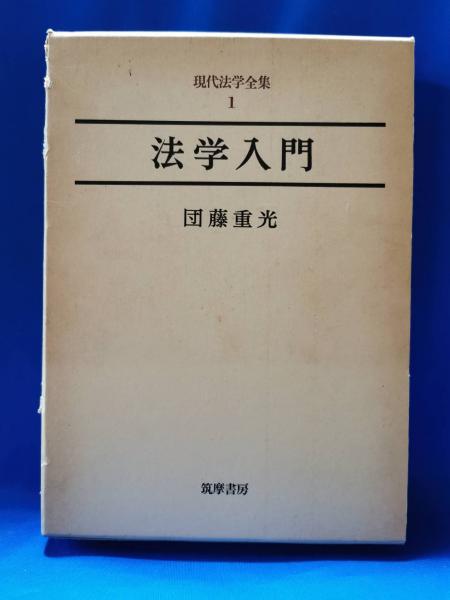 現代法学全集
1
法学入門
団藤重光
筑摩書房